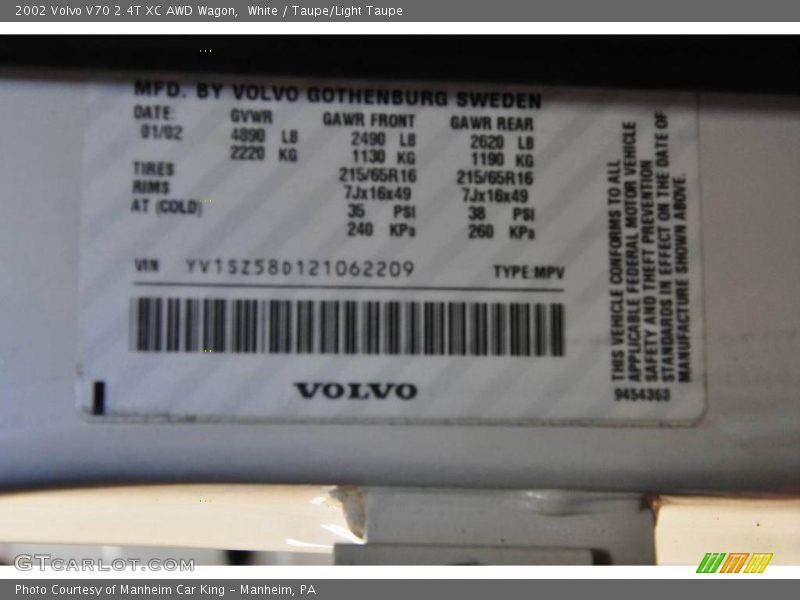 2002 Volvo V70 2.4T XC AWD Wagon, White / Taupe/Light Taupe
MFD. BY VOLVO GOTHENBURG SWEDEN
DATE: GVWR GAWR FRONT GAWR REAR
01/02 4890 LB 2490 LB 2620 LB
2220 KG 1130 KG 1190 KG
TIRES 215/65R16 215/65R16
RIMS 7Jx16x49 7Jx16x49
AT (COLD) 35 PSI 38 PSI
240 KPa 260 KPa
VIN YV1SZ58D121062209 TYPE:MPV
VOLVO
THIS VEHICLE CONFORMS TO ALL
APPLICABLE FEDERAL MOTOR VEHICLE
SAFETY AND THEFT PREVENTION
STANDARDS IN EFFECT ON THE DATE OF
MANUFACTURE SHOWN ABOVE.
9454363
GTCARLOT.COM
Photo Courtesy of Manheim Car King - Manheim, PA